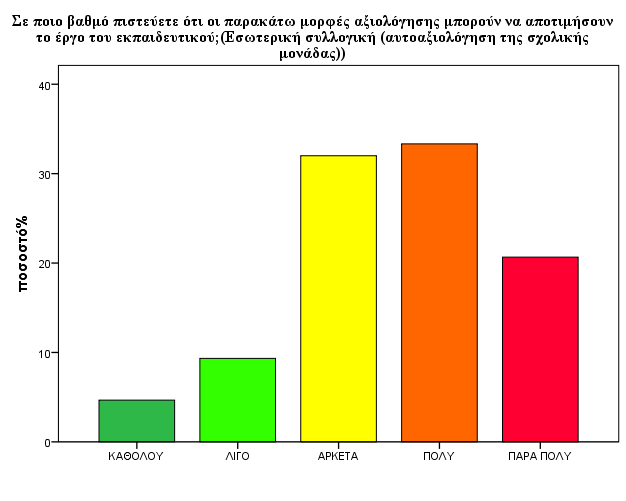 Σε ποιο βαθμό πιστεύετε ότι οι παρακάτω μορφές αξιολόγησης μπορούν να αποτιμήσουν
το έργο του εκπαιδευτικού;(Εσωτερική συλλογική (αυτοαξιολόγηση της σχολικής
μονάδας))
ποσοστό%
40
30
20
10
0
ΚΑΘΟΛΟΥ ΛΙΓΟ ΑΡΚΕΤΑ ΠΟΛΥ ΠΑΡΑ ΠΟΛΥ